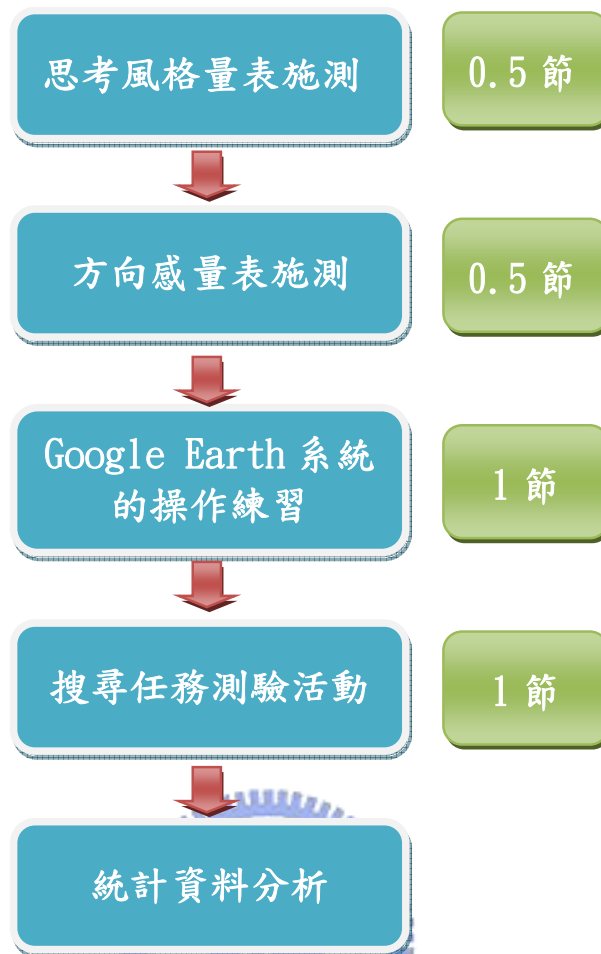 思考風格量表施測
0.5 節
方向感量表施測
0.5 節
Google Earth 系統
的操作練習
1 節
搜尋任務測驗活動
1 節
統計資料分析